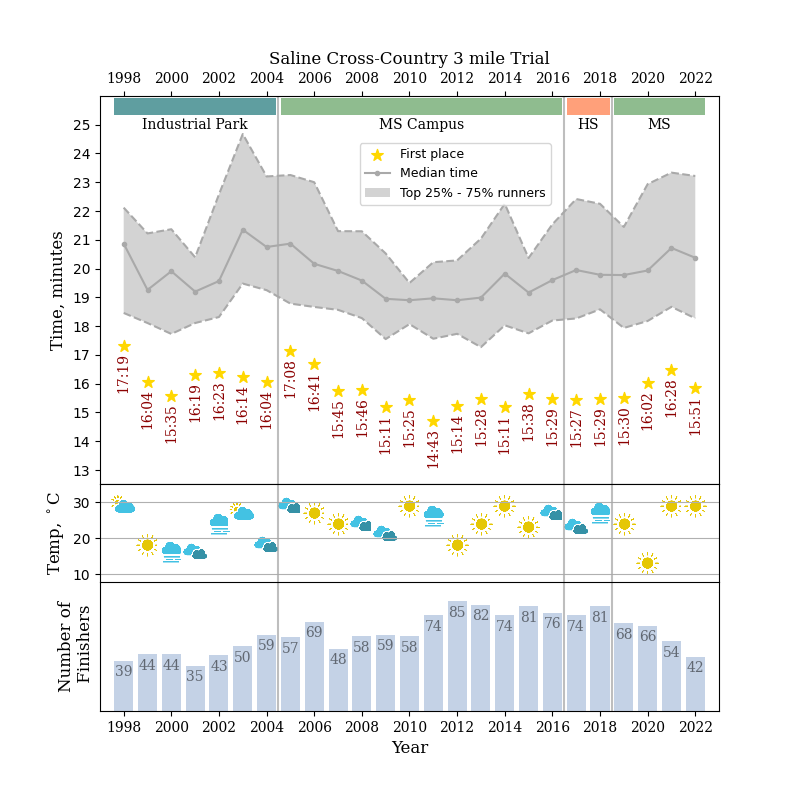 Saline Cross-Country 3 mile Trial
1998 2000 2002 2004 2006 2008 2010 2012 2014 2016 2018 2020 2022
Industrial Park MS Campus HS MS
Time, minutes
25
24
23
22
21
20
19
18
17
16
15
14
13
First place
Median time
Top 25% - 75% runners
17:19 16:04 15:35 16:19 16:23 16:14 16:04 17:08 16:41 15:45 15:46 15:11 15:25 14:43 15:14 15:28 15:11 15:38 15:29 15:27 15:29 15:30 16:02 16:28 15:51
Temp, °C
30
20
10
Number of
Finishers
39 44 44 35 43 50 59 57 69 48 58 59 58 74 85 82 74 81 76 74 81 68 66 54 42
1998 2000 2002 2004 2006 2008 2010 2012 2014 2016 2018 2020 2022
Year